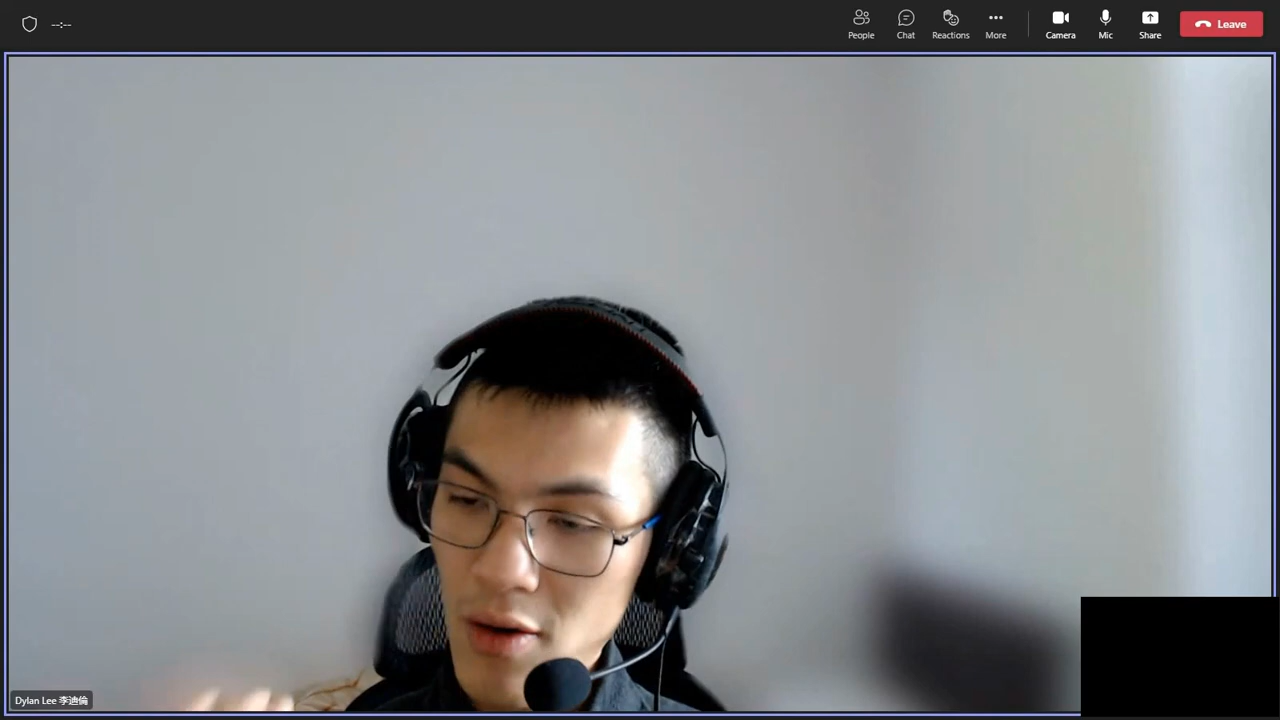 --:--
People
Chat
Reactions
More
Camera
Mic
Share
Leave
Dylan Lee 李迪倫